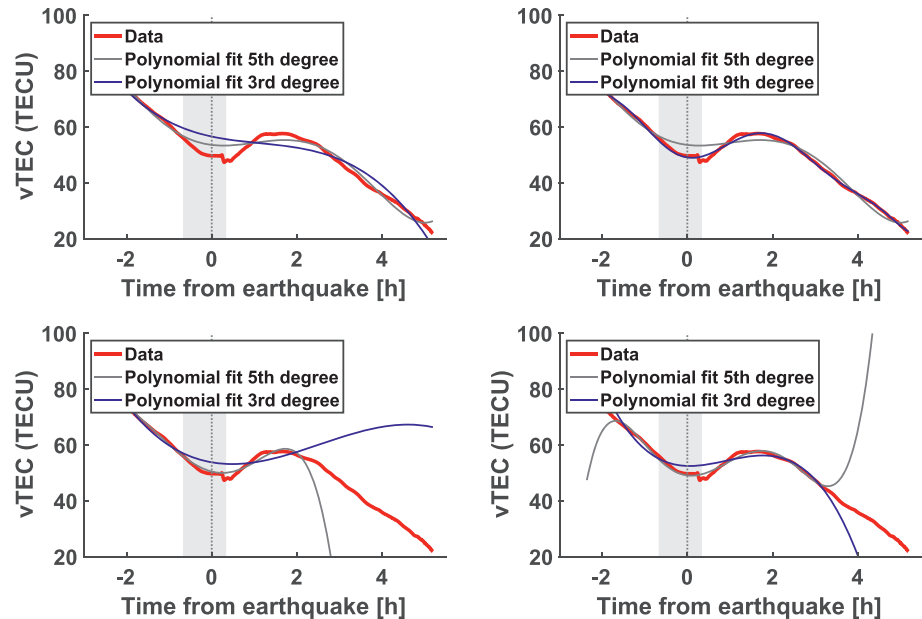 100
80
60
40
20
vTEC (TECU)
Data
Polynomial fit 5th degree
Polynomial fit 3rd degree
-2 0 2 4
Time from earthquake [h]
100
80
60
40
20
vTEC (TECU)
Data
Polynomial fit 5th degree
Polynomial fit 9th degree
-2 0 2 4
Time from earthquake [h]
100
80
60
40
20
vTEC (TECU)
Data
Polynomial fit 5th degree
Polynomial fit 3rd degree
-2 0 2 4
Time from earthquake [h]
100
80
60
40
20
vTEC (TECU)
Data
Polynomial fit 5th degree
Polynomial fit 3rd degree
-2 0 2 4
Time from earthquake [h]